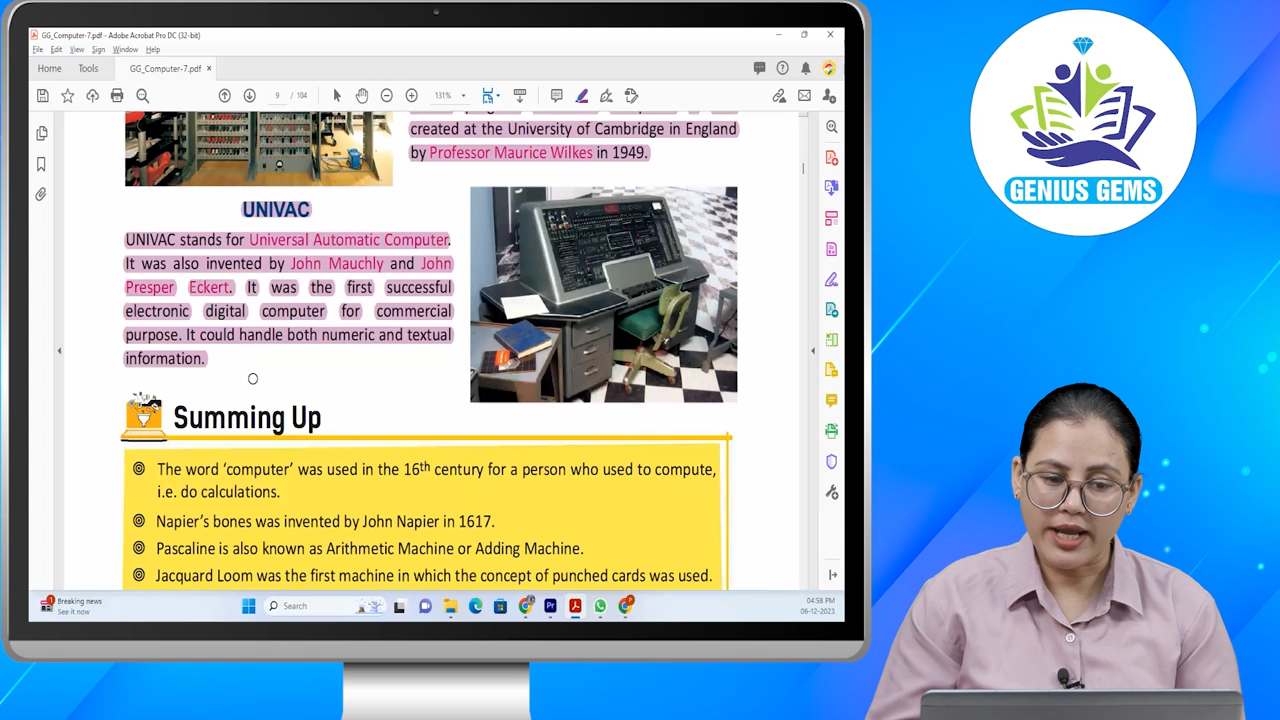 GG_Computer-7.pdf - Adobe Acrobat Pro DC (32-bit)
File Edit View Sign Window Help
Home Tools GG_Computer-7.pdf ×
9 / 104 131%
created at the University of Cambridge in England
by Professor Maurice Wilkes in 1949.
UNIVAC
UNIVAC stands for Universal Automatic Computer.
It was also invented by John Mauchly and John
Presper Eckert. It was the first successful
electronic digital computer for commercial
purpose. It could handle both numeric and textual
information.
Summing Up
The word ‘computer’ was used in the 16th century for a person who used to compute,
i.e. do calculations.
Napier’s bones was invented by John Napier in 1617.
Pascaline is also known as Arithmetic Machine or Adding Machine.
Jacquard Loom was the first machine in which the concept of punched cards was used.
Breaking news
See it now
Search
04:58 PM
06-12-2023
GENIUS GEMS